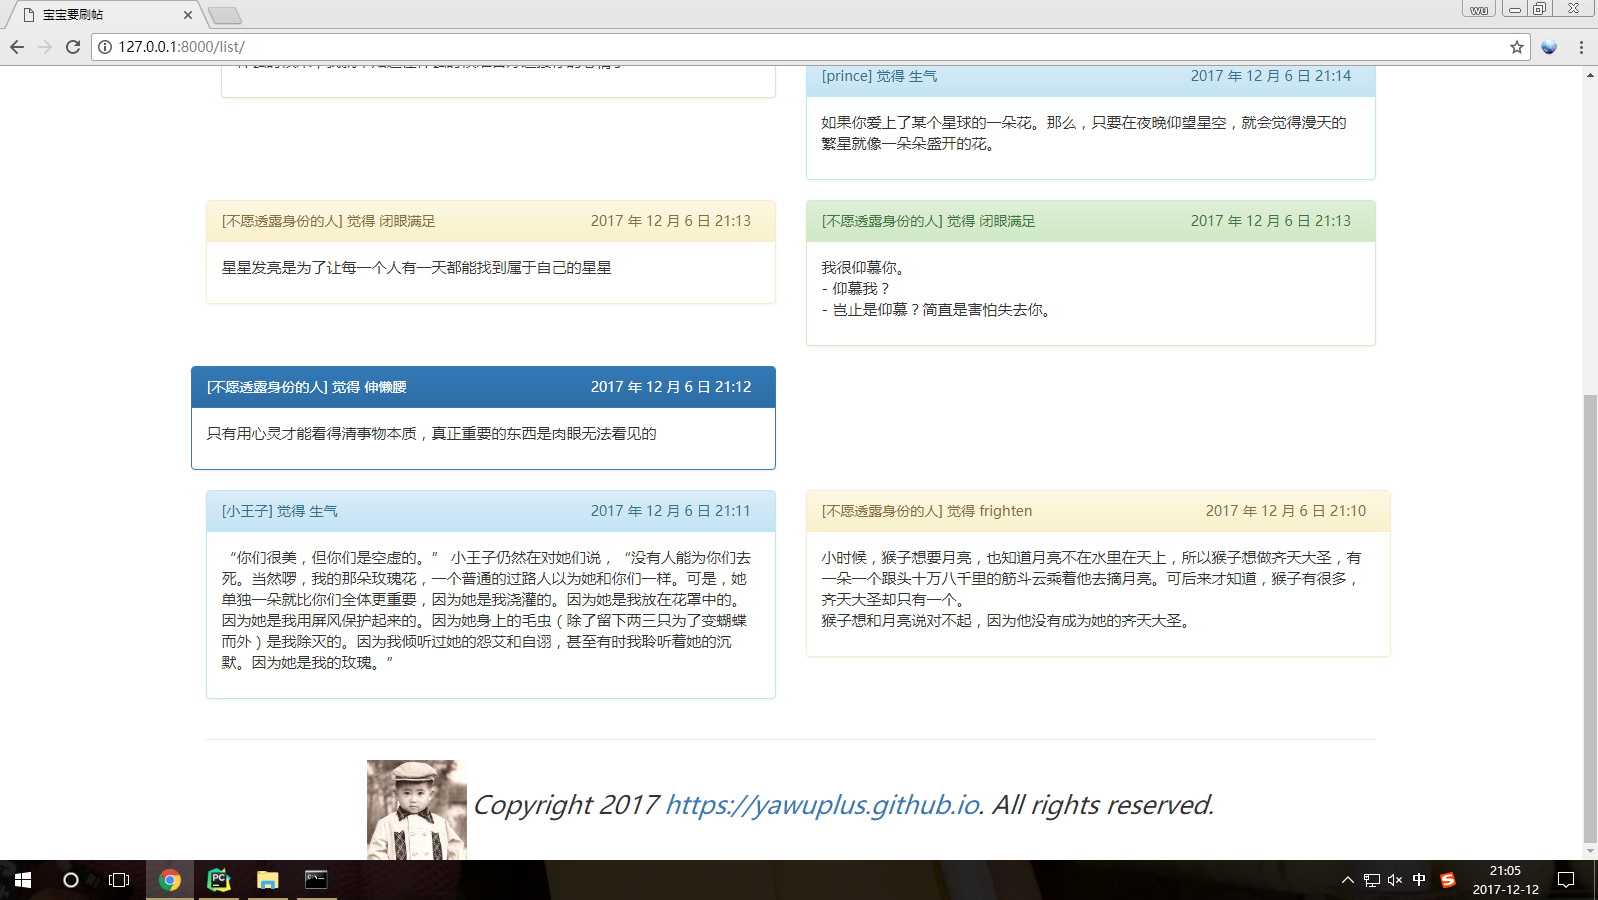 宝宝要刷帖
wu
127.0.0.1:8000/list/
[prince] 觉得 生气 2017 年 12 月 6 日 21:14
如果你爱上了某个星球的一朵花。那么，只要在夜晚仰望星空，就会觉得漫天的
繁星就像一朵朵盛开的花。
[不愿透露身份的人] 觉得 闭眼满足 2017 年 12 月 6 日 21:13
星星发亮是为了让每一个人有一天都能找到属于自己的星星
[不愿透露身份的人] 觉得 闭眼满足 2017 年 12 月 6 日 21:13
我很仰慕你。
- 仰慕我？
- 岂止是仰慕？简直是害怕失去你。
[不愿透露身份的人] 觉得 伸懒腰 2017 年 12 月 6 日 21:12
只有用心灵才能看得清事物本质，真正重要的东西是肉眼无法看见的
[小王子] 觉得 生气 2017 年 12 月 6 日 21:11
“你们很美，但你们是空虚的。” 小王子仍然在对她们说，“没有人能为你们去
死。当然啰，我的那朵玫瑰花，一个普通的过路人以为她和你们一样。可是，她
单独一朵就比你们全体更重要，因为她是我浇灌的。因为她是我放在花罩中的。
因为她是我用屏风保护起来的。因为她身上的毛虫（除了留下两三只为了变蝴蝶
而外）是我除灭的。因为我倾听过她的怨艾和自诩，甚至有时我聆听着她的沉
默。因为她是我的玫瑰。”
[不愿透露身份的人] 觉得 frighten 2017 年 12 月 6 日 21:10
小时候，猴子想要月亮，也知道月亮不在水里在天上，所以猴子想做齐天大圣，有
一朵一个跟头十万八千里的筋斗云乘着他去摘月亮。可后来才知道，猴子有很多，
齐天大圣却只有一个。
猴子想和月亮说对不起，因为他没有成为她的齐天大圣。
Copyright 2017 https://yawuplus.github.io. All rights reserved.
PC
中
S
21:05
2017-12-12